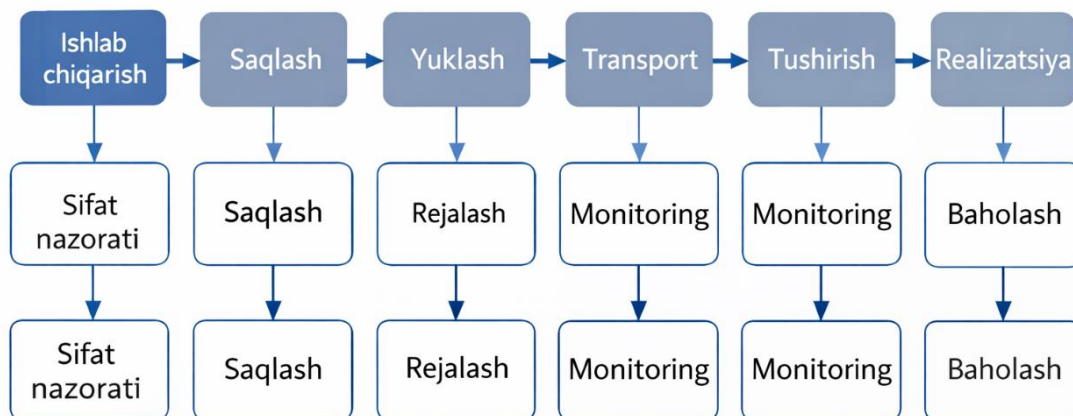 Ishlab
chiqarish
Saqlash
Yuklash
Transport
Tushirish
Realizatsiya
Sifat
nazorati
Saqlash
Rejalash
Monitoring
Monitoring
Baholash
Sifat
nazorati
Saqlash
Rejalash
Monitoring
Monitoring
Baholash